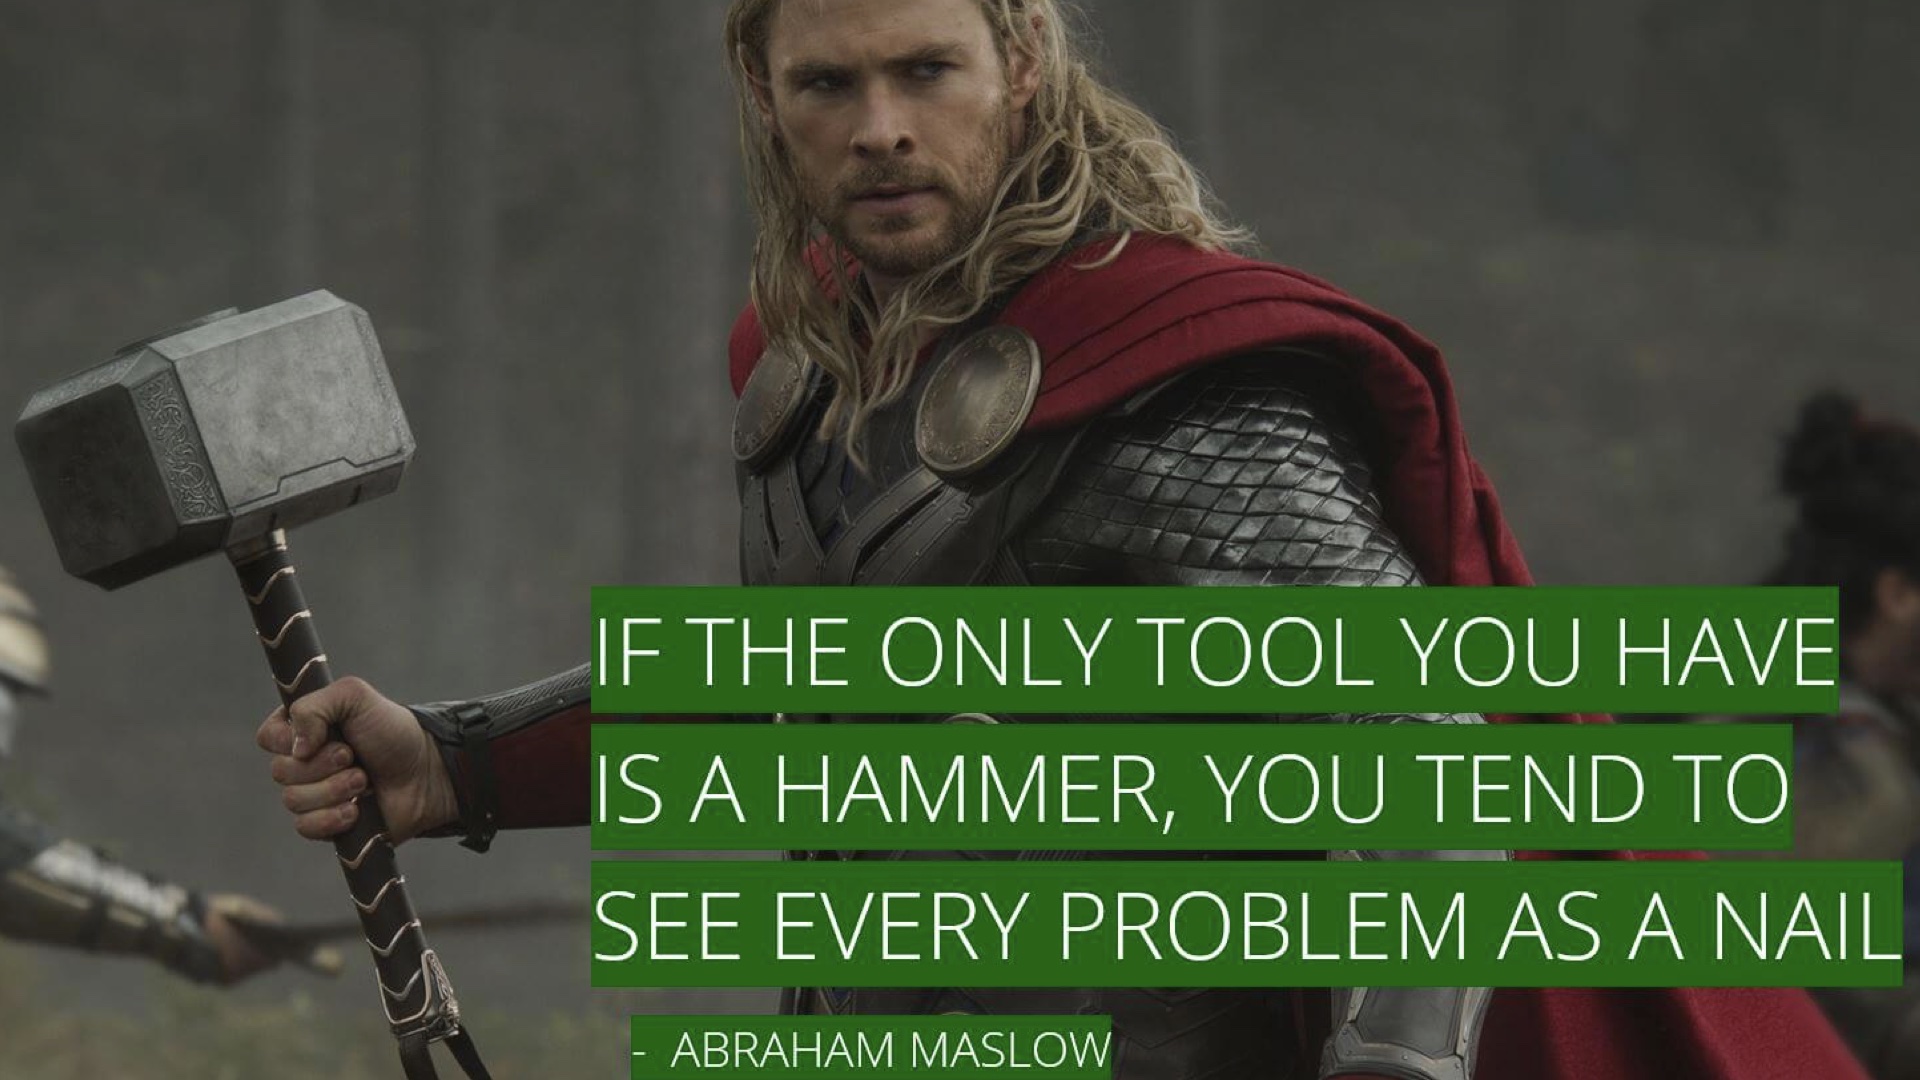 IF THE ONLY TOOL YOU HAVE
IS A HAMMER, YOU TEND TO
SEE EVERY PROBLEM AS A NAIL
- ABRAHAM MASLOW